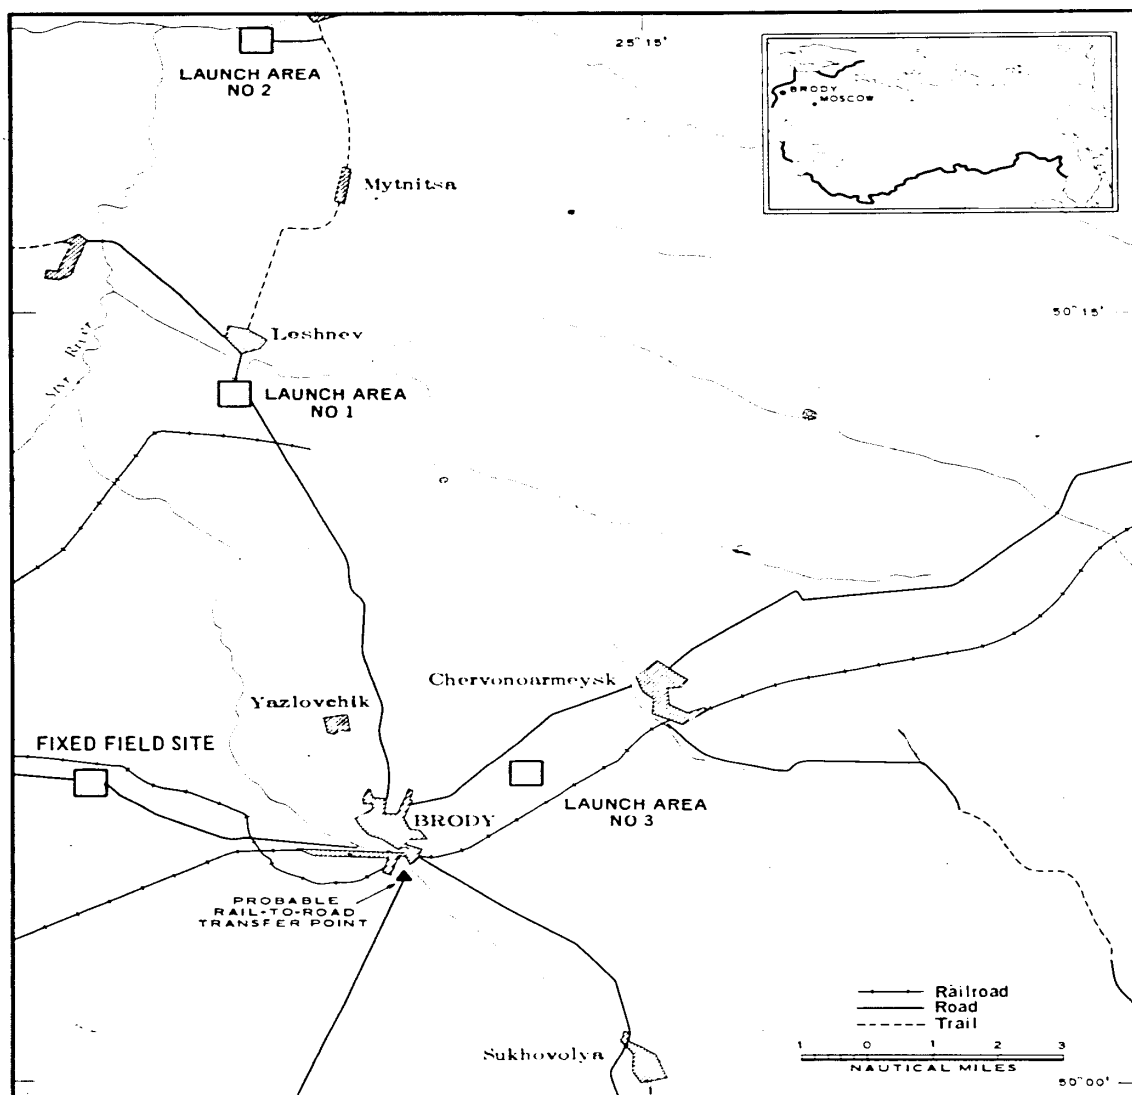 25°15'
BRODY
MOSCOW
LAUNCH AREA
NO 2
Mytnitsa
50°15'
Styr River
Leshnev
LAUNCH AREA
NO 1
Chervonoarmeysk
Yazlovchik
FIXED FIELD SITE
LAUNCH AREA
NO 3
BRODY
PROBABLE
RAIL-TO-ROAD
TRANSFER POINT
Railroad
Road
Trail
Sukhovolya
1 0 1 2 3
NAUTICAL MILES
50°00'